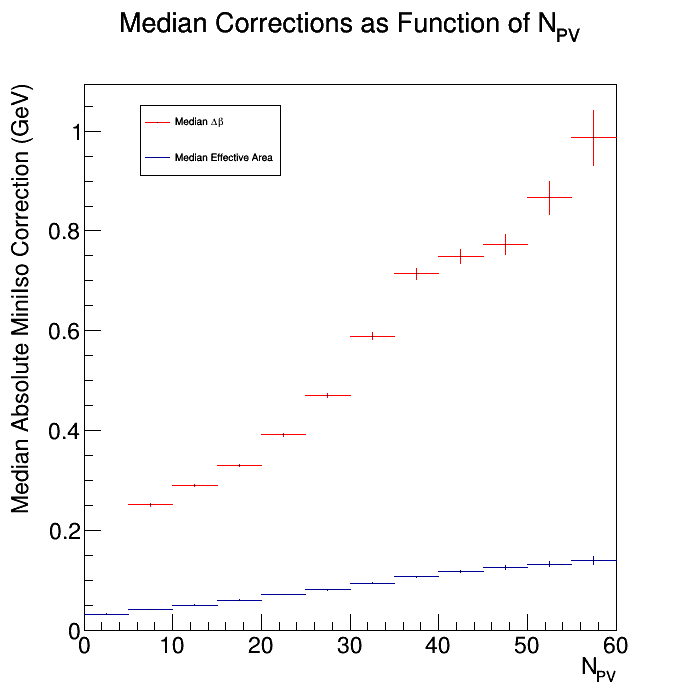 Median Corrections as Function of N_PV
Median Absolute MiniIso Correction (GeV)
Median Δβ
Median Effective Area
1
0.8
0.6
0.4
0.2
0
0 10 20 30 40 50 60
N_PV